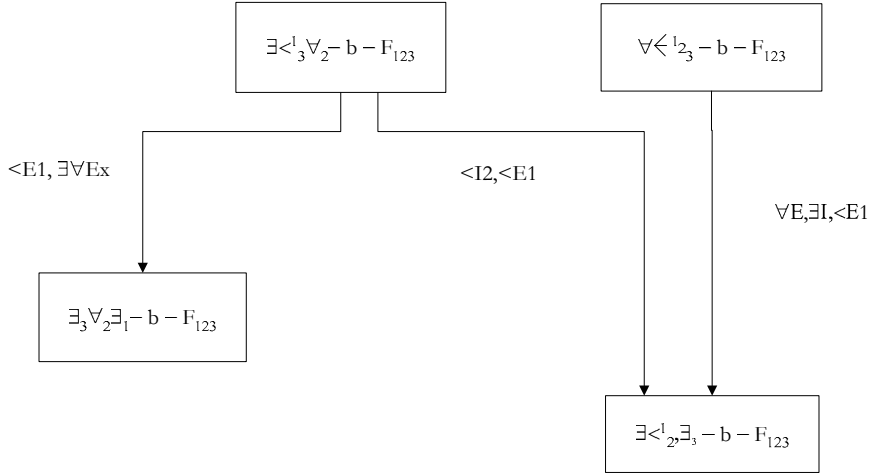 ∃<¹₃∀₂ – b – F₁₂₃
∀<¹₂₃ – b – F₁₂₃
<E1, ∃∀Ex
<I2,<E1
∀E,∃I,<E1
∃₃∀₂∃₁ – b – F₁₂₃
∃<¹₂,∃₃ – b – F₁₂₃